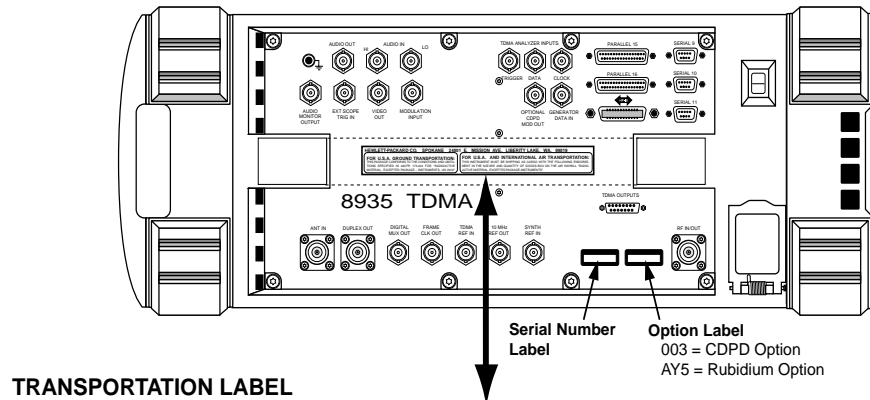 AUDIO OUT
HI
AUDIO IN
LO
TDMA ANALYZER INPUTS
PARALLEL 15
SERIAL 9
TRIGGER
DATA
CLOCK
PARALLEL 16
SERIAL 10
AUDIO
MONITOR
OUTPUT
EXT SCOPE
TRIG IN
VIDEO
OUT
MODULATION
INPUT
OPTIONAL
CDPD
MOD OUT
GENERATOR
DATA IN
SERIAL 11
HEWLETT-PACKARD CO. SPOKANE 24001 E. MISSION AVE. LIBERTY LAKE, WA. 99019
FOR U.S.A. GROUND TRANSPORTATION:
FOR U.S.A. AND INTERNATIONAL AIR TRANSPORTATION:
8935 TDMA
TDMA OUTPUTS
ANT IN
DUPLEX OUT
DIGITAL
MUX OUT
FRAME
CLK OUT
TDMA
REF IN
10 MHz
REF OUT
SYNTH
REF IN
RF IN/OUT
Serial Number
Label
Option Label
003 = CDPD Option
AY5 = Rubidium Option
TRANSPORTATION LABEL